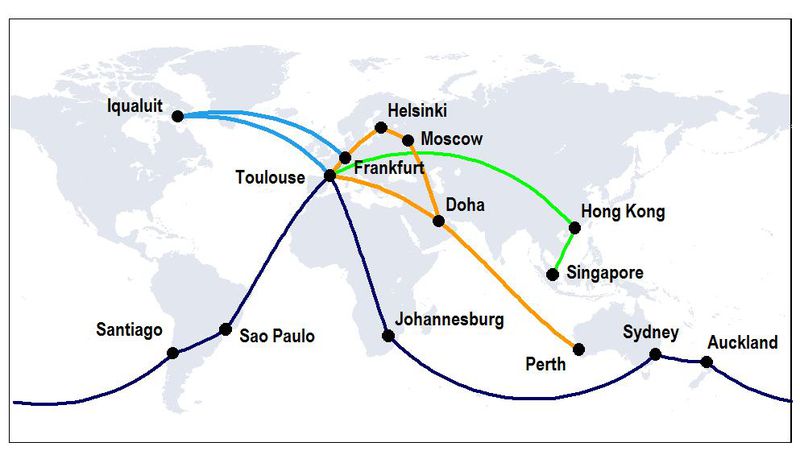 Iqualuit
Helsinki
Moscow
Frankfurt
Toulouse
Doha
Hong Kong
Singapore
Santiago
Sao Paulo
Johannesburg
Perth
Sydney
Auckland